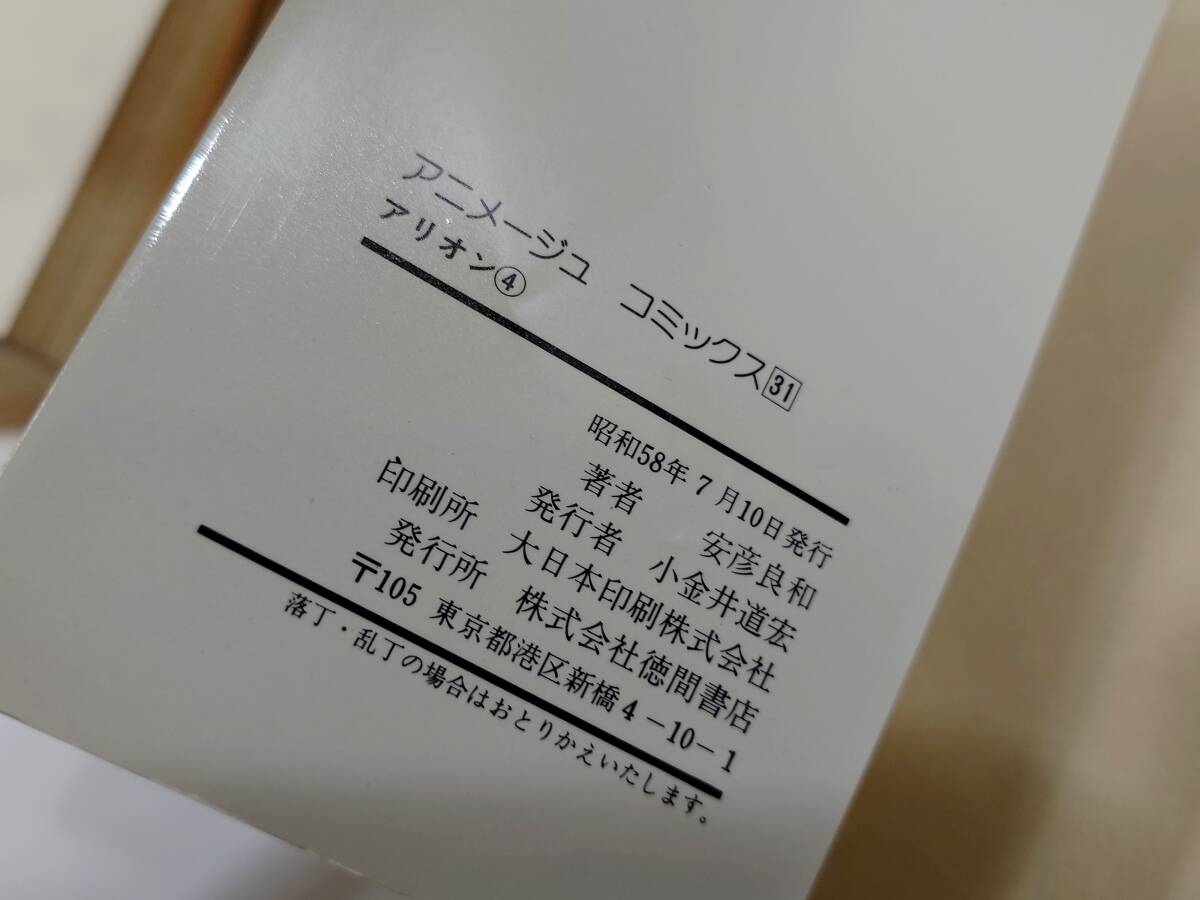 アニメージュ コミックス31
アリオン④
昭和58年7月10日発行
著者 安彦良和
発行者 小金井道宏
印刷所 大日本印刷株式会社
発行所 株式会社徳間書店
〒105 東京都港区新橋4-10-1
落丁・乱丁の場合はおとりかえいたします。